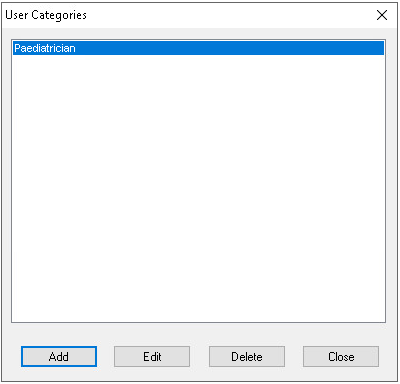 User Categories
Paediatrician
Add Edit Delete Close